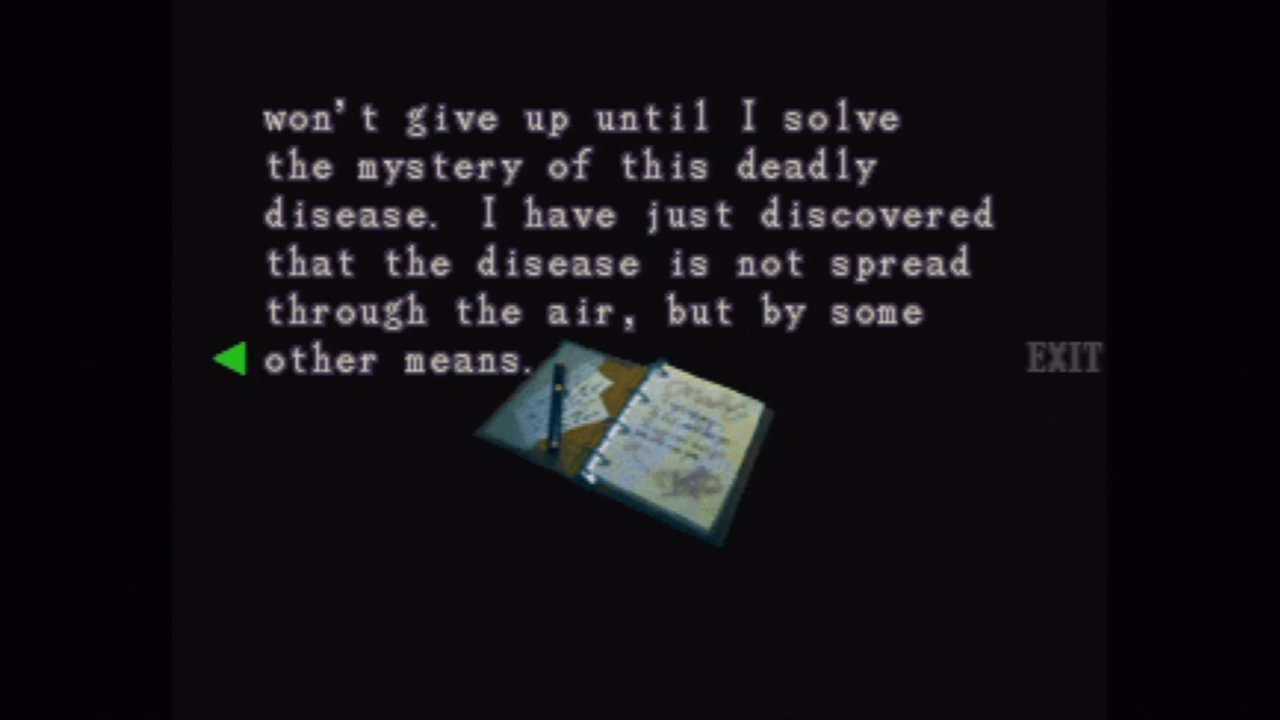 won't give up until I solve
the mystery of this deadly
disease. I have just discovered
that the disease is not spread
through the air, but by some
other means.
EXIT